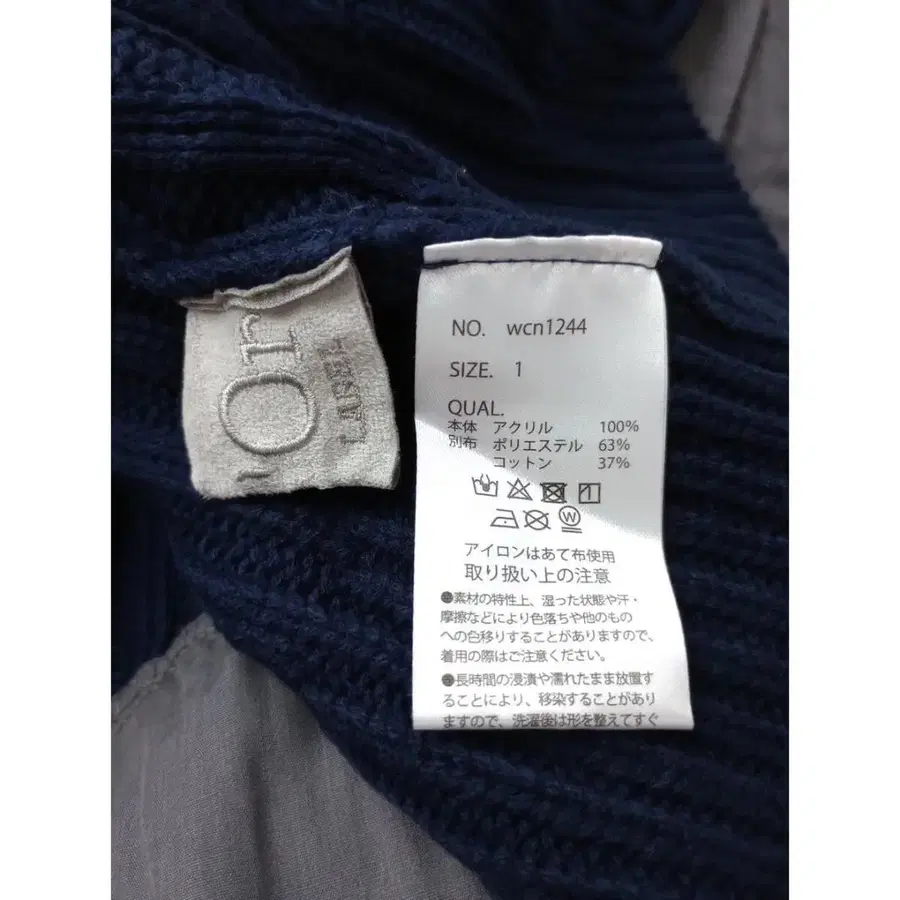 NO. wcn1244
SIZE. 1
QUAL.
本体 アクリル 100%
別布 ポリエステル 63%
コットン 37%
W
アイロンはあて布使用
取り扱い上の注意
●素材の特性上、湿った状態や汗・
摩擦などにより色落ちや他のもの
への色移りすることがありますので、
着用の際はご注意ください。
●長時間の浸漬や濡れたまま放置す
ることにより、移染することがあり
ますので、洗濯後は形を整えてすぐ